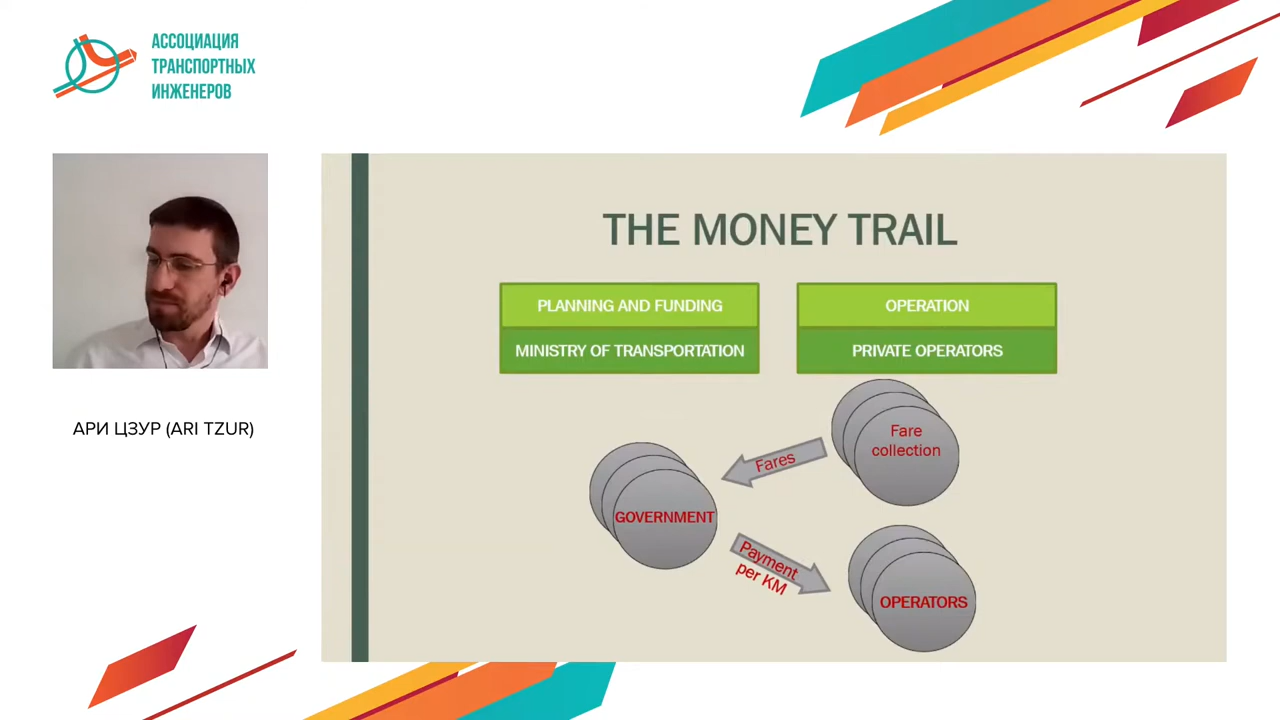 АССОЦИАЦИЯ
ТРАНСПОРТНЫХ
ИНЖЕНЕРОВ
АРИ ЦЗУР (ARI TZUR)
THE MONEY TRAIL
PLANNING AND FUNDING
MINISTRY OF TRANSPORTATION
OPERATION
PRIVATE OPERATORS
Fare
collection
Fares
GOVERNMENT
Payment
per KM
OPERATORS